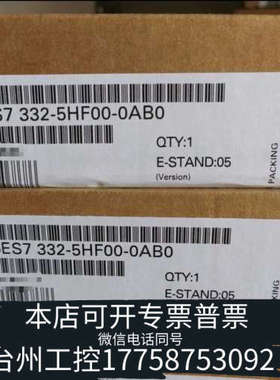 ES7 332-5HF00-0AB0
QTY:1
E-STAND:05
(Version)
PACKING
ES7 332-5HF00-0AB0
QTY:1
E-STAND:05
本店可开专票普票
微信电话同号
台州工控17758753092